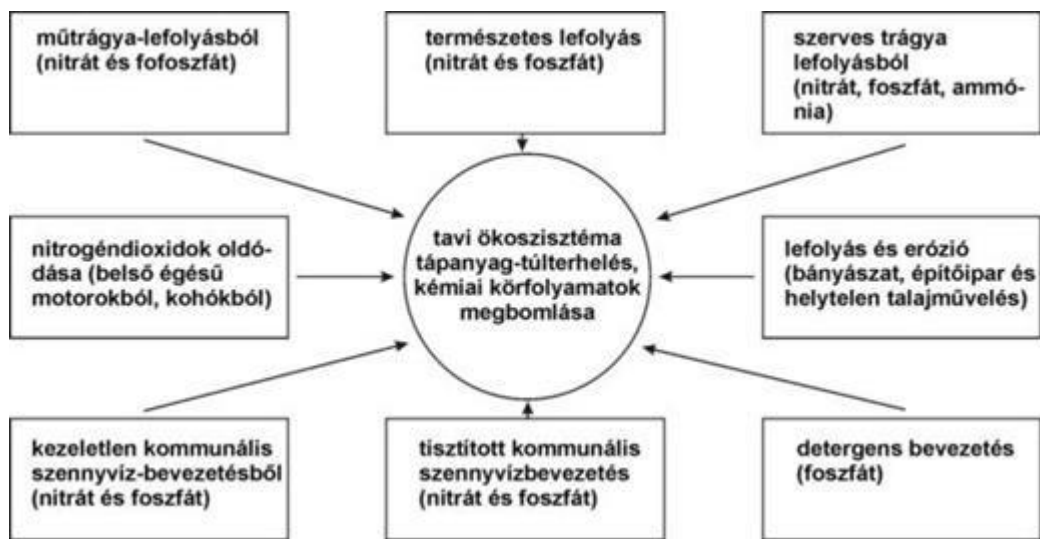 műtrágya-lefolyásból
(nitrát és fofoszfát)
természetes lefolyás
(nitrát és foszfát)
szerves trágya
lefolyásból
(nitrát, foszfát, ammó-
nia)
nitrogéndioxidok oldó-
dása (belső égésű
motorokból, kohókból)
tavi ökoszisztéma
tápanyag-túlterhelés,
kémiai körfolyamatok
megbomlása
lefolyás és erózió
(bányászat, építőipar és
helytelen talajművelés)
kezeletlen kommunális
szennyvíz-bevezetésből
(nitrát és foszfát)
tisztított kommunális
szennyvízbevezetés
(nitrát és foszfát)
detergens bevezetés
(foszfát)